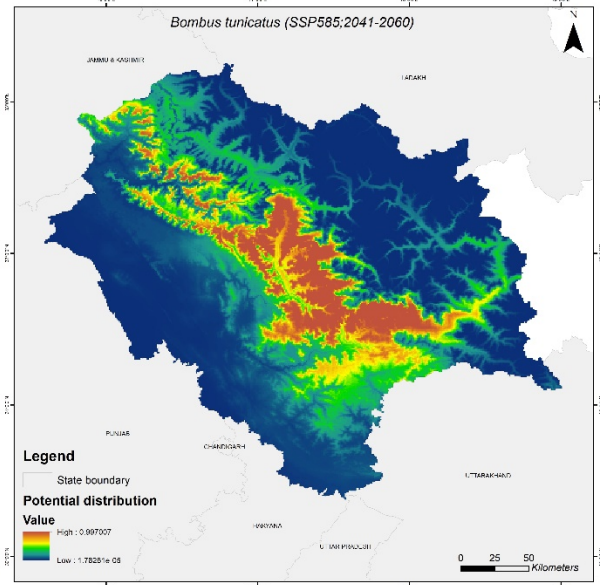 Bombus tunicatus (SSP585;2041-2060)
N
JAMMU & KASHMIR
LADAKH
PUNJAB
CHANDIGARH
UTTARAKHAND
HARYANA
UTTAR PRADESH
Legend
State boundary
Potential distribution
Value
High : 0.997007
Low : 1.78281e-06
0 25 50
Kilometers